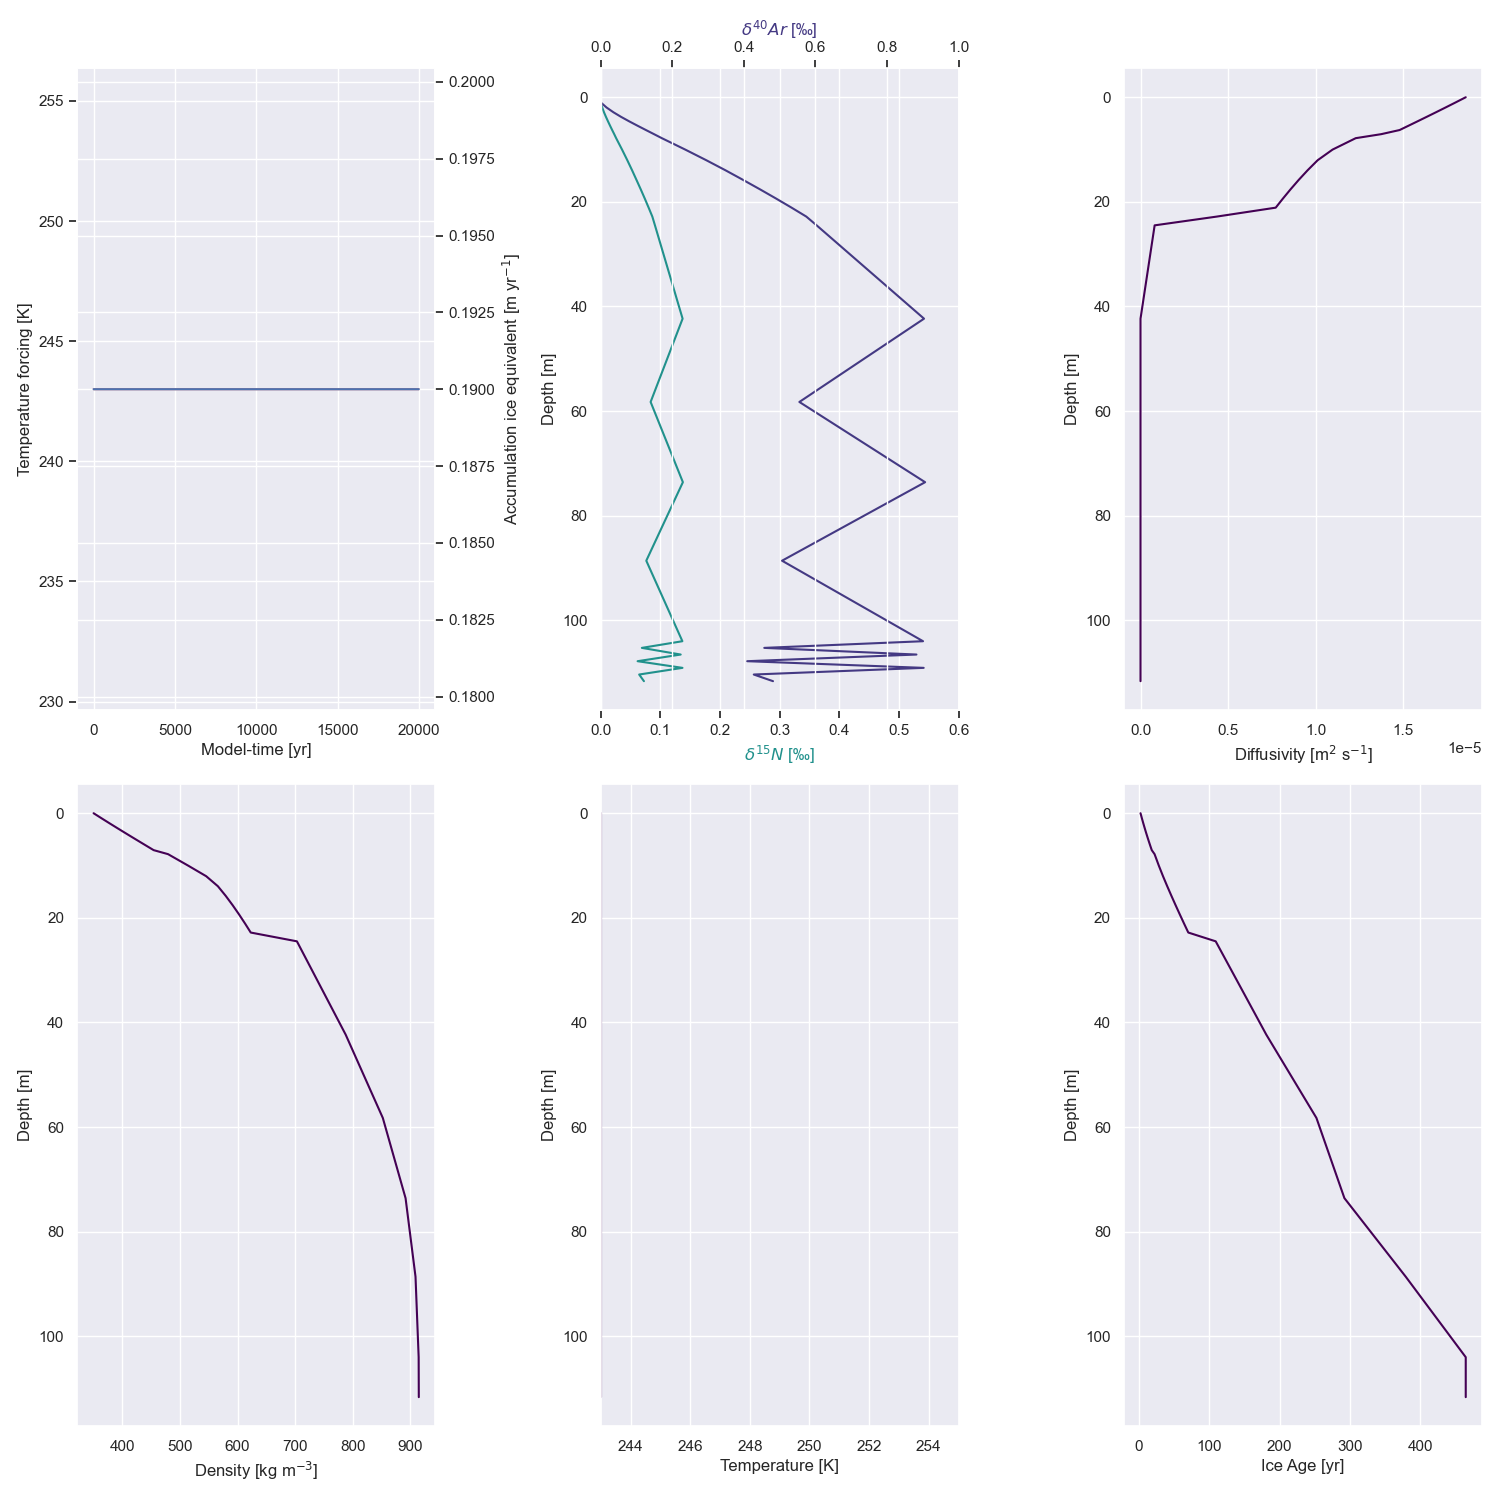 δ⁴⁰Ar [‰]
0.0 0.2 0.4 0.6 0.8 1.0
255
250
245
240
235
230
Temperature forcing [K]
0 5000 10000 15000 20000
Model-time [yr]
0.2000
0.1975
0.1950
0.1925
0.1900
0.1875
0.1850
0.1825
0.1800
Accumulation ice equivalent [m yr⁻¹]
0
20
40
60
80
100
Depth [m]
0.0 0.1 0.2 0.3 0.4 0.5 0.6
δ¹⁵N [‰]
0
20
40
60
80
100
Depth [m]
0.0 0.5 1.0 1.5
1e−5
Diffusivity [m² s⁻¹]
0
20
40
60
80
100
Depth [m]
400 500 600 700 800 900
Density [kg m⁻³]
0
20
40
60
80
100
Depth [m]
244 246 248 250 252 254
Temperature [K]
0
20
40
60
80
100
Depth [m]
0 100 200 300 400
Ice Age [yr]